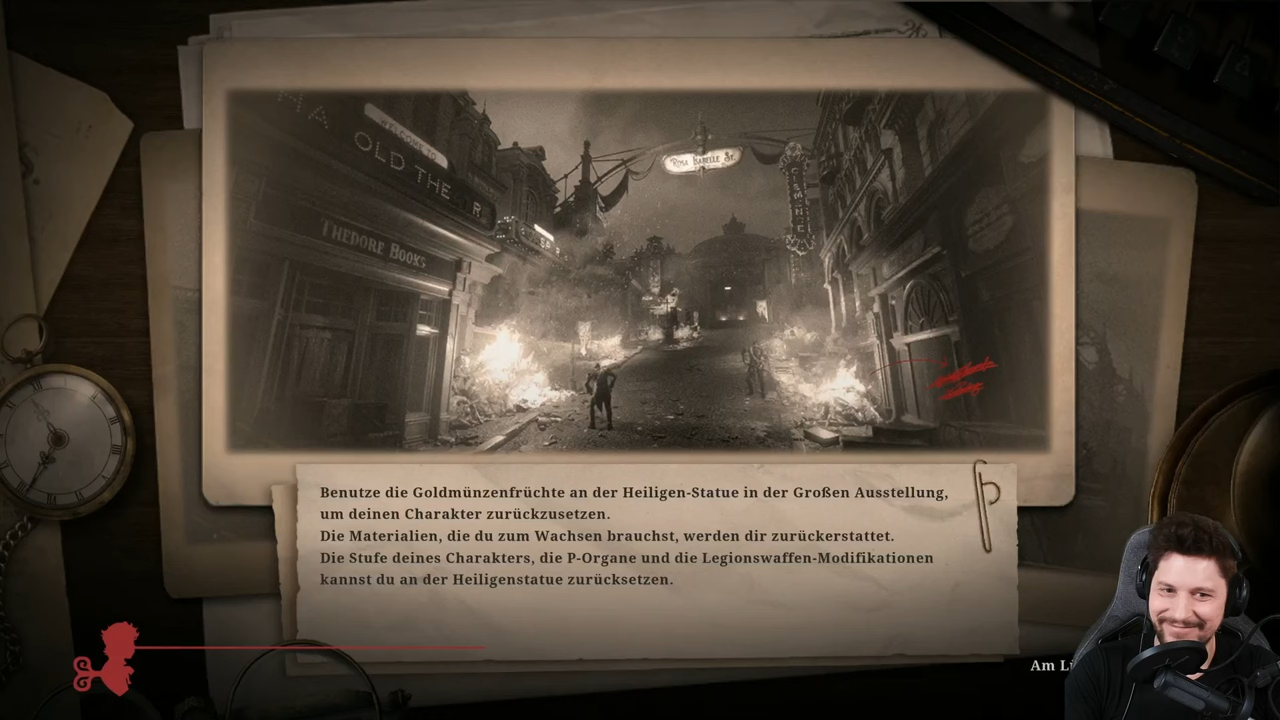 WELCOME TO
OLD THE R
THEDORE BOOKS
ROSA ISABELLE ST.
Benutze die Goldmünzenfrüchte an der Heiligen-Statue in der Großen Ausstellung,
um deinen Charakter zurückzusetzen.
Die Materialien, die du zum Wachsen brauchst, werden dir zurückerstattet.
Die Stufe deines Charakters, die P-Organe und die Legionswaffen-Modifikationen
kannst du an der Heiligenstatue zurücksetzen.
Am